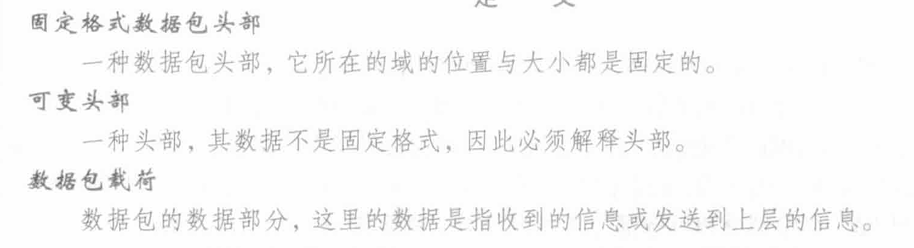 固定格式数据包头部
一种数据包头部，它所在的域的位置与大小都是固定的。
可变头部
一种头部，其数据不是固定格式，因此必须解释头部。
数据包载荷
数据包的数据部分，这里的数据是指收到的信息或发送到上层的信息。